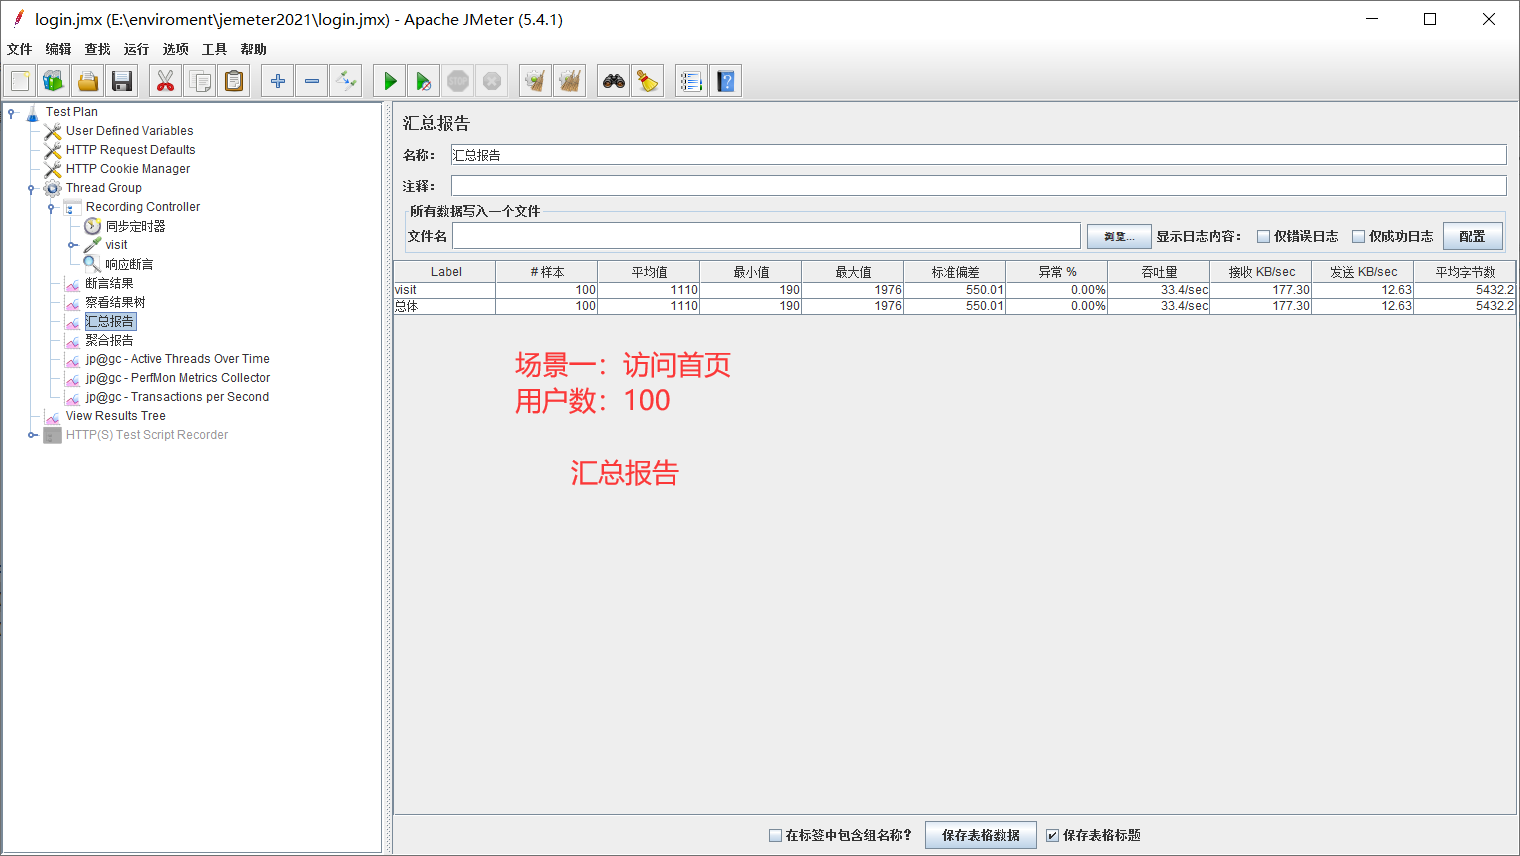 login.jmx (E:\enviroment\jemeter2021\login.jmx) - Apache JMeter (5.4.1)
文件 编辑 查找 运行 选项 工具 帮助
Test Plan
User Defined Variables
HTTP Request Defaults
HTTP Cookie Manager
Thread Group
Recording Controller
同步定时器
visit
响应断言
断言结果
察看结果树
汇总报告
聚合报告
jp@gc - Active Threads Over Time
jp@gc - PerfMon Metrics Collector
jp@gc - Transactions per Second
View Results Tree
HTTP(S) Test Script Recorder
汇总报告
名称： 汇总报告
注释：
所有数据写入一个文件
文件名 浏览... 显示日志内容： 仅错误日志 仅成功日志 配置
Label # 样本 平均值 最小值 最大值 标准偏差 异常 % 吞吐量 接收 KB/sec 发送 KB/sec 平均字节数
visit 100 1110 190 1976 550.01 0.00% 33.4/sec 177.30 12.63 5432.2
总体 100 1110 190 1976 550.01 0.00% 33.4/sec 177.30 12.63 5432.2
场景一：访问首页
用户数：100
汇总报告
在标签中包含组名称? 保存表格数据 保存表格标题